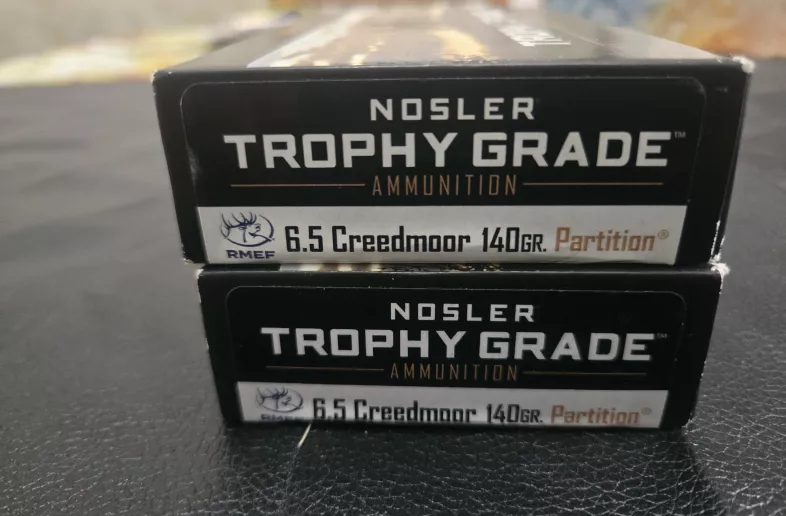 NOSLER
TROPHY GRADE™
AMMUNITION
RMEF
6.5 Creedmoor 140GR. Partition®
NOSLER
TROPHY GRADE™
AMMUNITION
RMEF
6.5 Creedmoor 140GR. Partition®